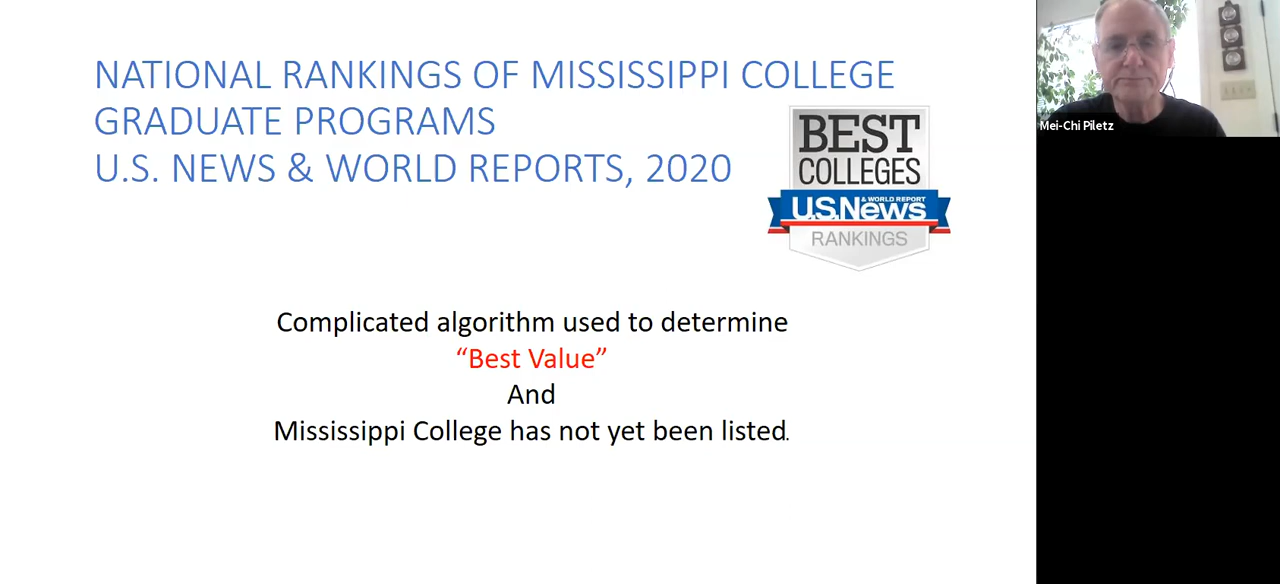 NATIONAL RANKINGS OF MISSISSIPPI COLLEGE
GRADUATE PROGRAMS
U.S. NEWS & WORLD REPORTS, 2020
BEST
COLLEGES
& WORLD REPORT
U.S.News
RANKINGS
Complicated algorithm used to determine
“Best Value”
And
Mississippi College has not yet been listed.
Mei-Chi Piletz